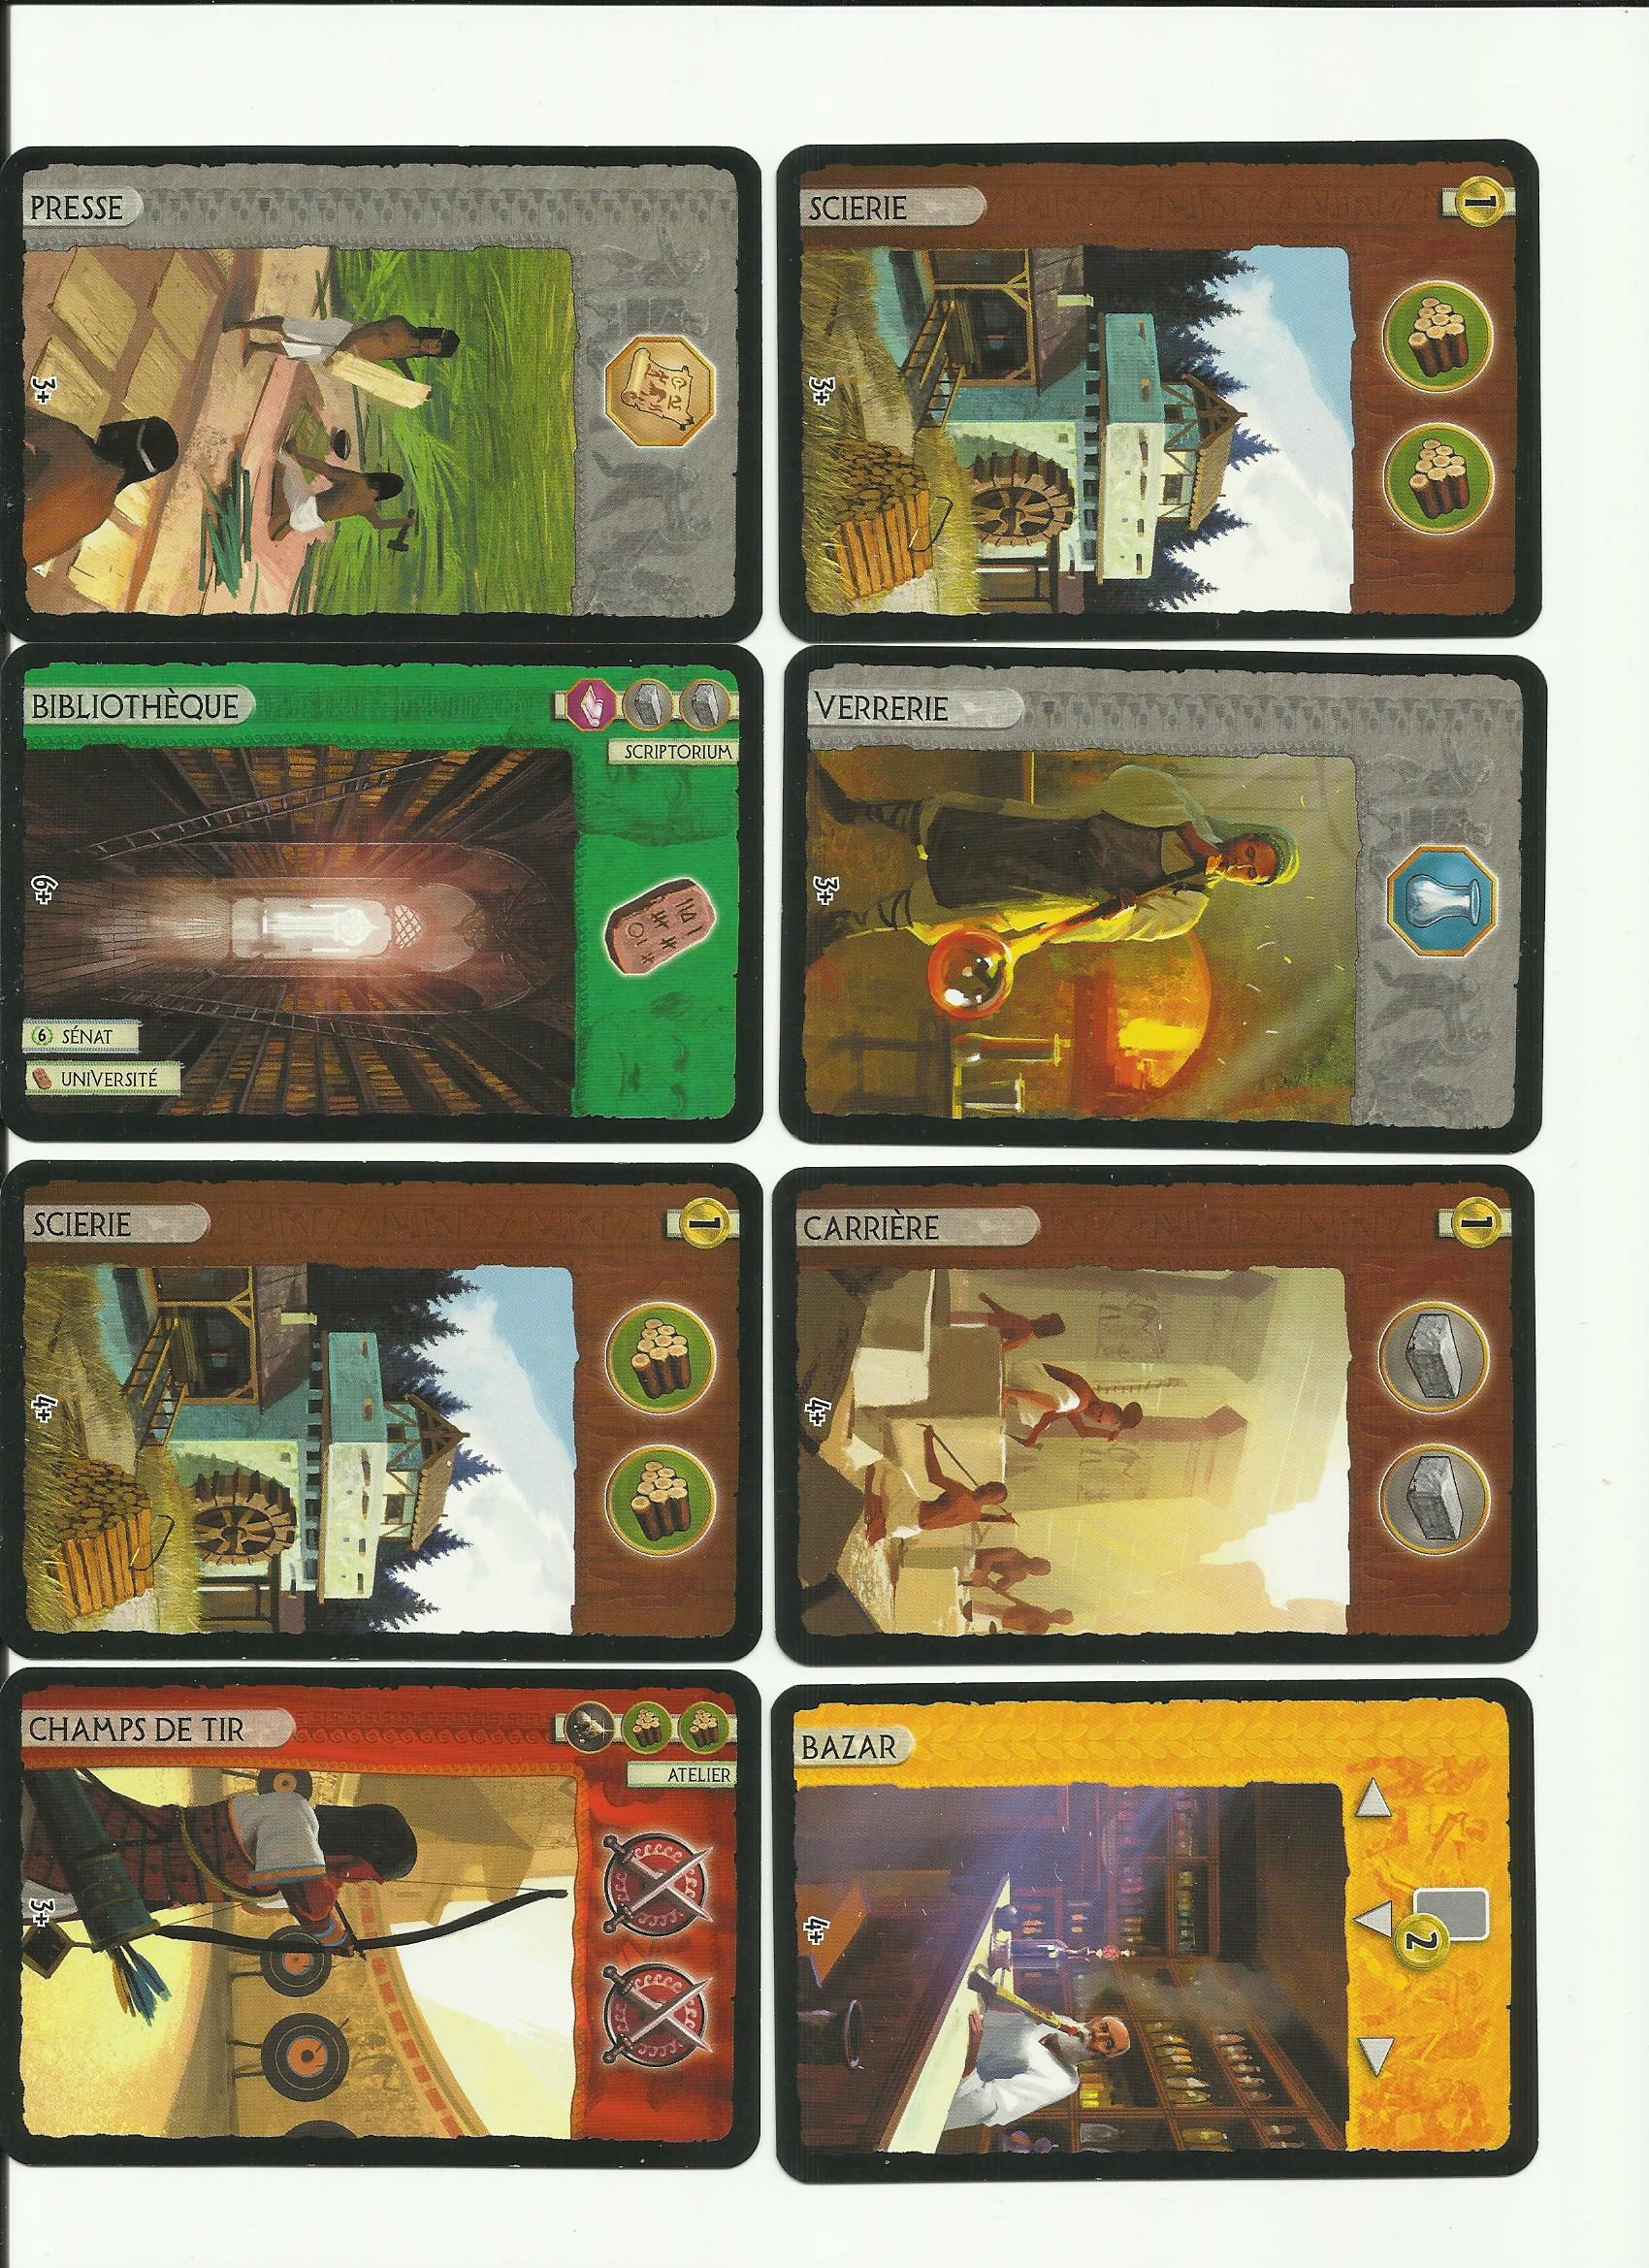 PRESSE
3+
SCIERIE
1
3+
BIBLIOTHÈQUE
SCRIPTORIUM
6+
6 SÉNAT
UNIVERSITÉ
VERRERIE
3+
SCIERIE
1
4+
CARRIÈRE
1
4+
CHAMPS DE TIR
ATELIER
3+
BAZAR
2
4+